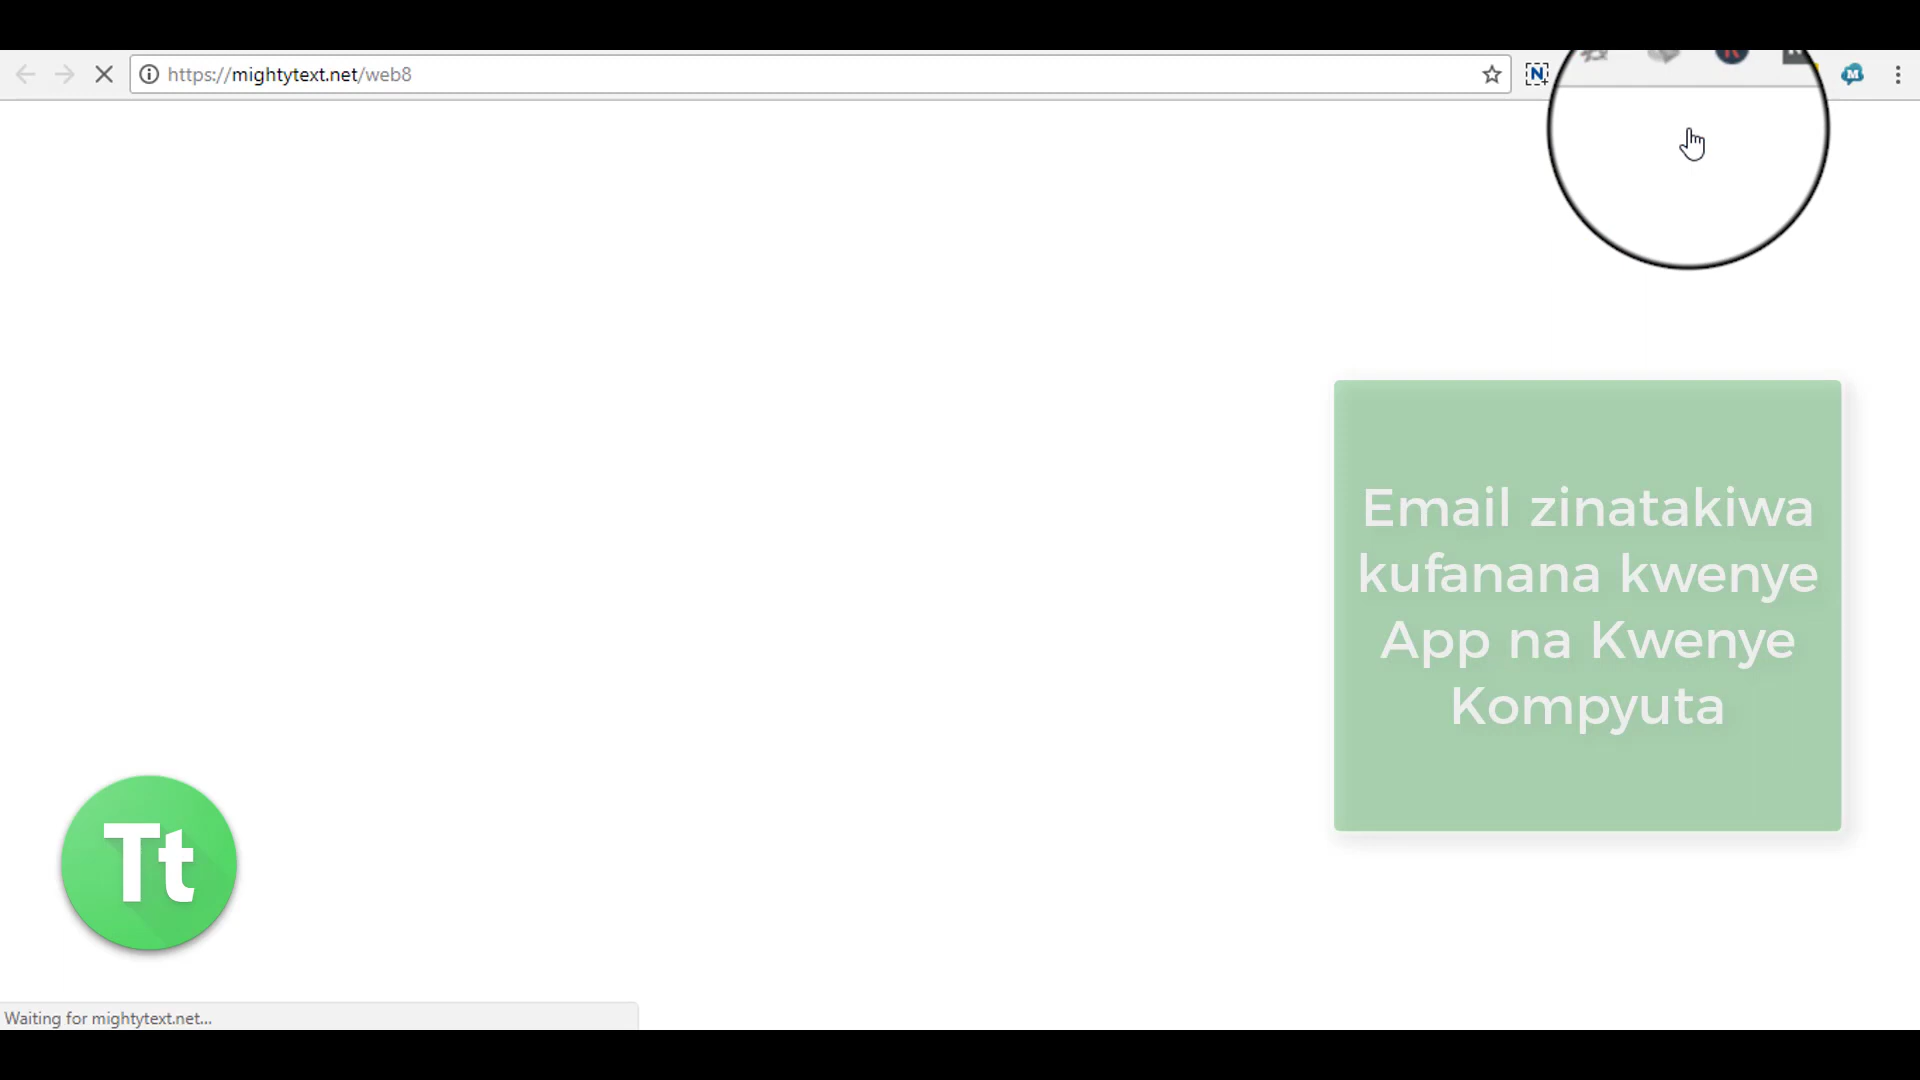 https://mightytext.net/web8
N
M
Email zinatakiwa
kufanana kwenye
App na Kwenye
Kompyuta
Tt
Waiting for mightytext.net...